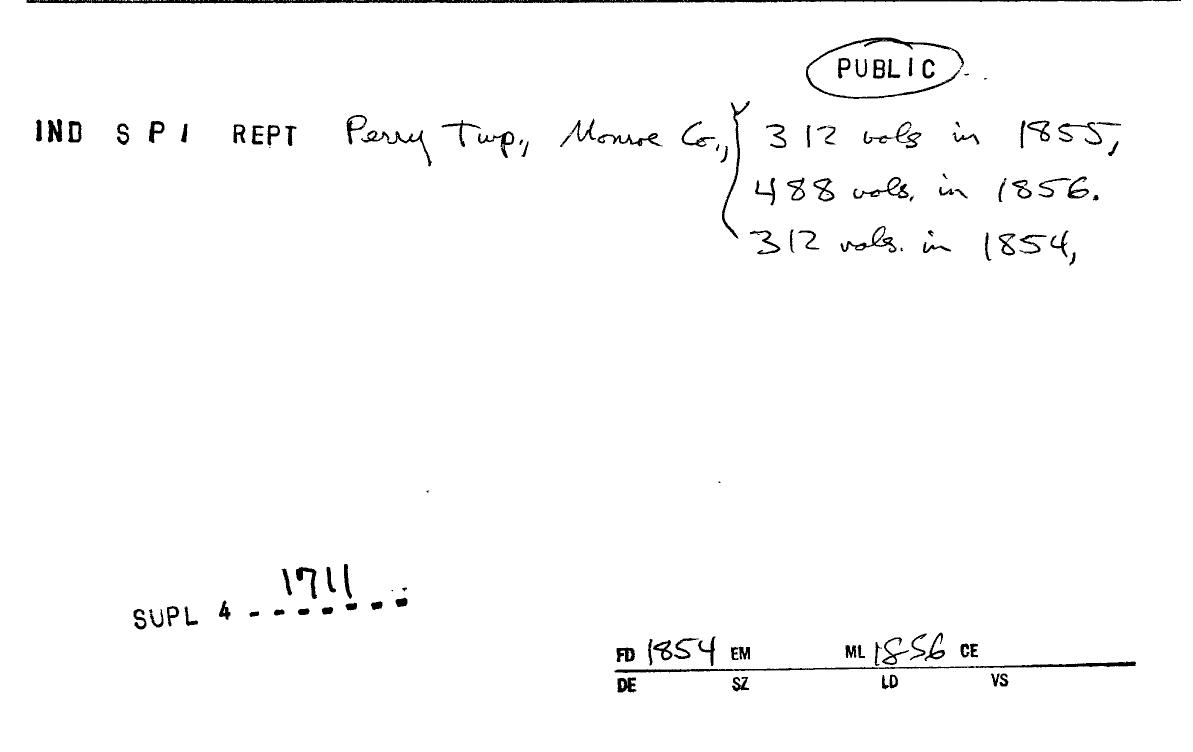 PUBLIC
IND S P I REPT Perry Twp., Monroe Co., 312 vols in 1855,
488 vols. in 1856.
312 vols. in 1854,
1711
SUPL 4 -------
FD 1854 EM ML 1856 CE
DE SZ LD VS